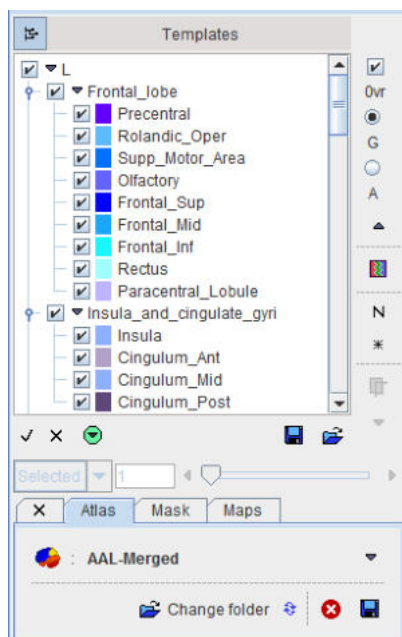 Templates
L
Frontal_lobe
Precentral
Rolandic_Oper
Supp_Motor_Area
Olfactory
Frontal_Sup
Frontal_Mid
Frontal_Inf
Rectus
Paracentral_Lobule
Insula_and_cingulate_gyri
Insula
Cingulum_Ant
Cingulum_Mid
Cingulum_Post
Ovr
G
A
N
Selected 1
X Atlas Mask Maps
: AAL-Merged
Change folder